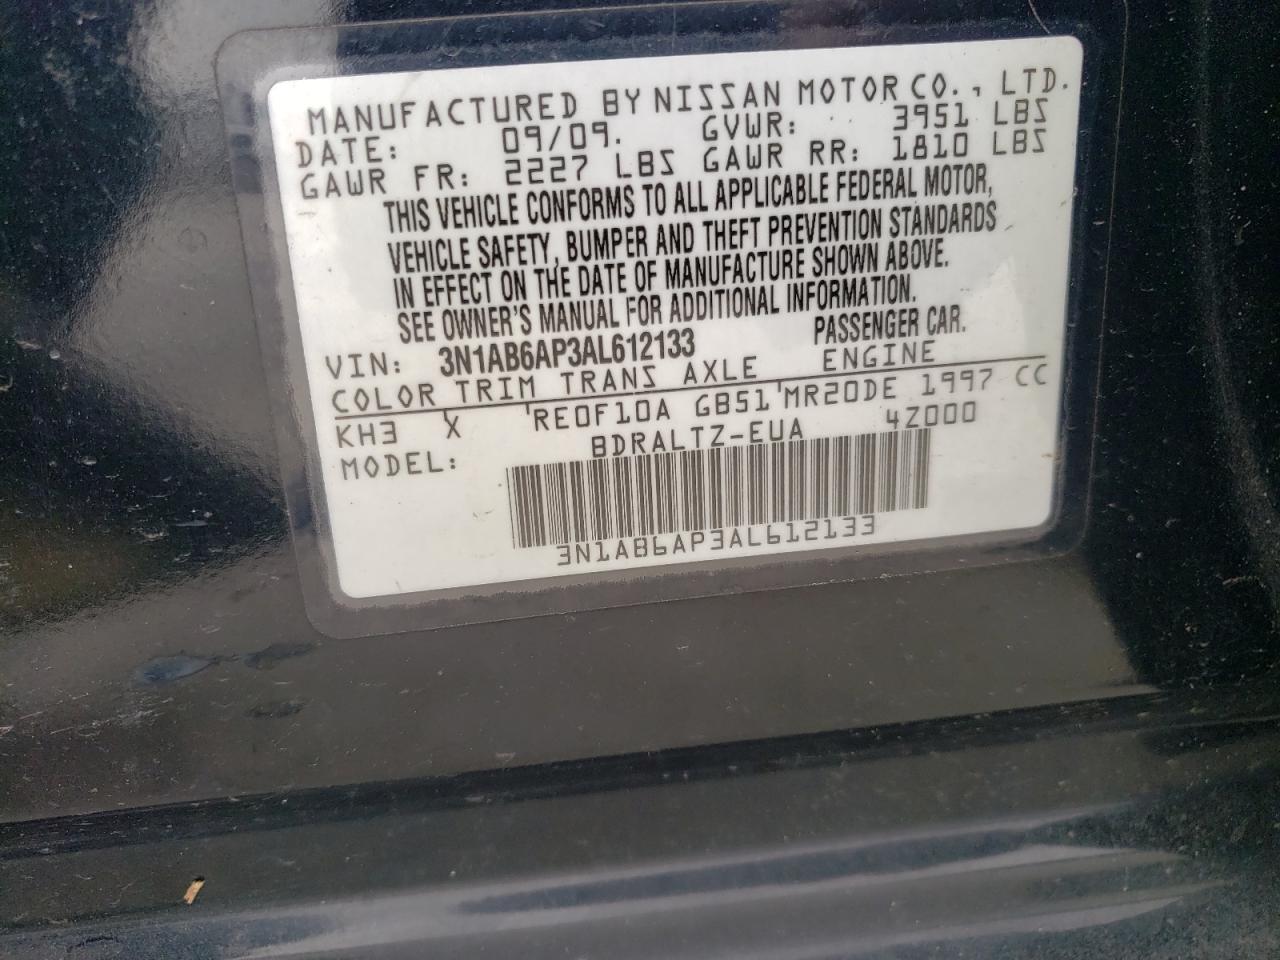 MANUFACTURED BY NISSAN MOTOR CO., LTD.
DATE: 09/09. GVWR: 3951 LBS
GAWR FR: 2227 LBS GAWR RR: 1810 LBS
THIS VEHICLE CONFORMS TO ALL APPLICABLE FEDERAL MOTOR,
VEHICLE SAFETY, BUMPER AND THEFT PREVENTION STANDARDS
IN EFFECT ON THE DATE OF MANUFACTURE SHOWN ABOVE.
SEE OWNER'S MANUAL FOR ADDITIONAL INFORMATION.
VIN: 3N1AB6AP3AL612133 PASSENGER CAR.
COLOR TRIM TRANS AXLE ENGINE
KH3 X RE0F10A GB51 MR20DE 1997 CC
MODEL: BDRALTZ-EUA 4Z000
3N1AB6AP3AL612133